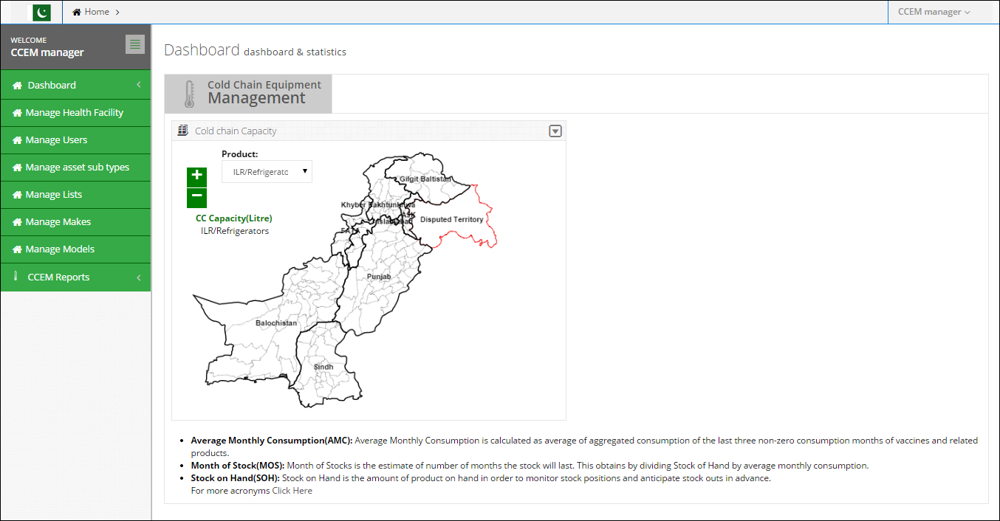 Home
CCEM manager
WELCOME
CCEM manager
Dashboard
Manage Health Facility
Manage Users
Manage asset sub types
Manage Lists
Manage Makes
Manage Models
CCEM Reports
Dashboard dashboard & statistics
Cold Chain Equipment
Management
Cold chain Capacity
Product:
ILR/Refrigeratc
CC Capacity(Litre)
ILR/Refrigerators
Gilgit Baltistan
Khyber Pakhtunkhwa
AJK
Islamabad
Disputed Territory
FATA
Punjab
Balochistan
Sindh
Average Monthly Consumption(AMC): Average Monthly Consumption is calculated as average of aggregated consumption of the last three non-zero consumption months of vaccines and related
products.
Month of Stock(MOS): Month of Stocks is the estimate of number of months the stock will last. This obtains by dividing Stock of Hand by average monthly consumption.
Stock on Hand(SOH): Stock on Hand is the amount of product on hand in order to monitor stock positions and anticipate stock outs in advance.
For more acronyms Click Here